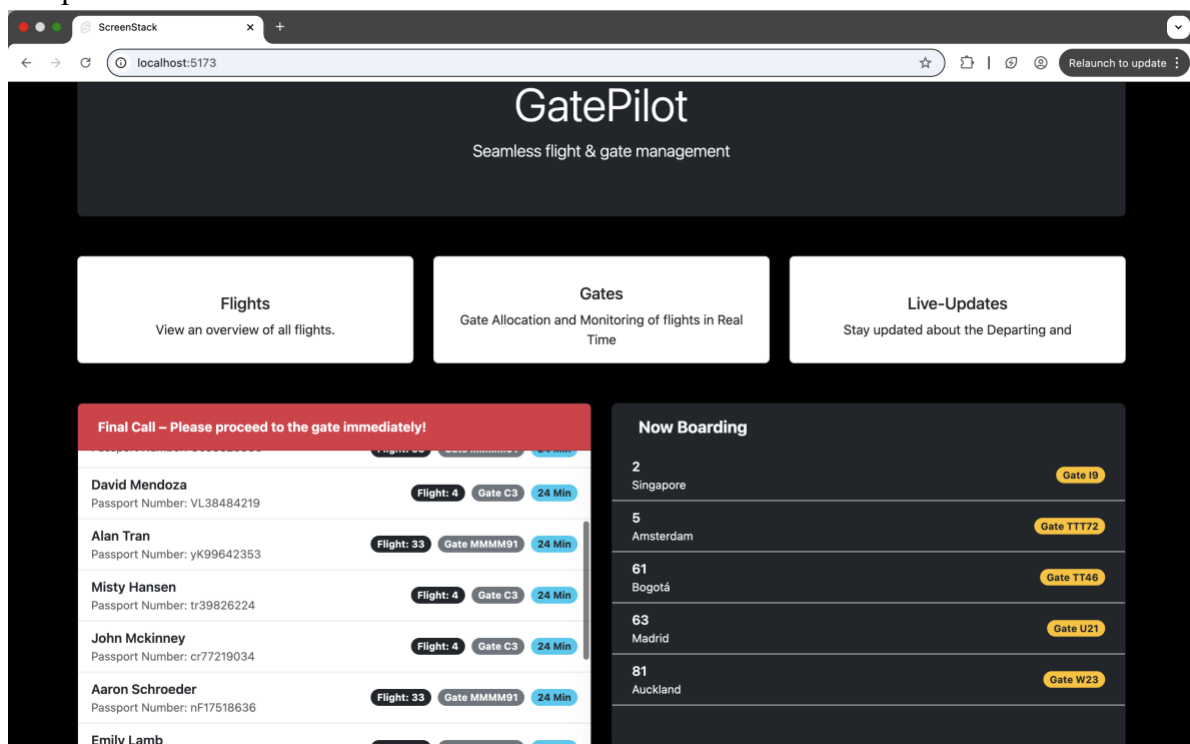 ScreenStack
localhost:5173
Relaunch to update
GatePilot
Seamless flight & gate management
Flights
View an overview of all flights.
Gates
Gate Allocation and Monitoring of flights in Real
Time
Live-Updates
Stay updated about the Departing and
Final Call – Please proceed to the gate immediately!
David Mendoza
Passport Number: VL38484219
Flight: 4 Gate C3 24 Min
Alan Tran
Passport Number: yK99642353
Flight: 33 Gate MMMM91 24 Min
Misty Hansen
Passport Number: tr39826224
Flight: 4 Gate C3 24 Min
John Mckinney
Passport Number: cr77219034
Flight: 4 Gate C3 24 Min
Aaron Schroeder
Passport Number: nF17518636
Flight: 33 Gate MMMM91 24 Min
Emily Lamb
Now Boarding
2
Singapore
Gate I9
5
Amsterdam
Gate TTT72
61
Bogotá
Gate TT46
63
Madrid
Gate U21
81
Auckland
Gate W23